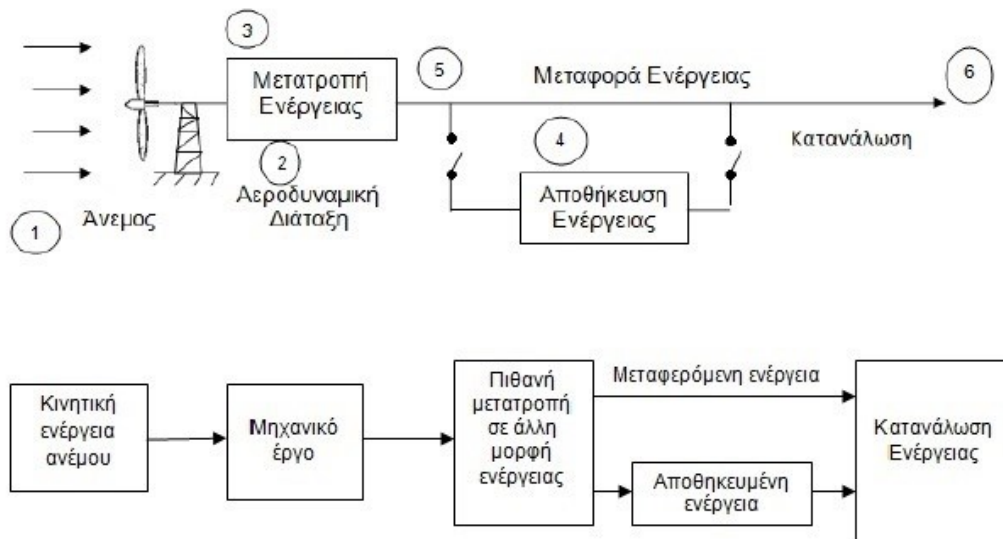 3
Μετατροπή
Ενέργειας
5
Μεταφορά Ενέργειας
6
2
4
Κατανάλωση
Αεροδυναμική
Διάταξη
Αποθήκευση
Ενέργειας
1
Άνεμος
Κινητική
ενέργεια
ανέμου
Μηχανικό
έργο
Πιθανή
μετατροπή
σε άλλη
μορφή
ενέργειας
Μεταφερόμενη ενέργεια
Αποθηκευμένη
ενέργεια
Κατανάλωση
Ενέργειας